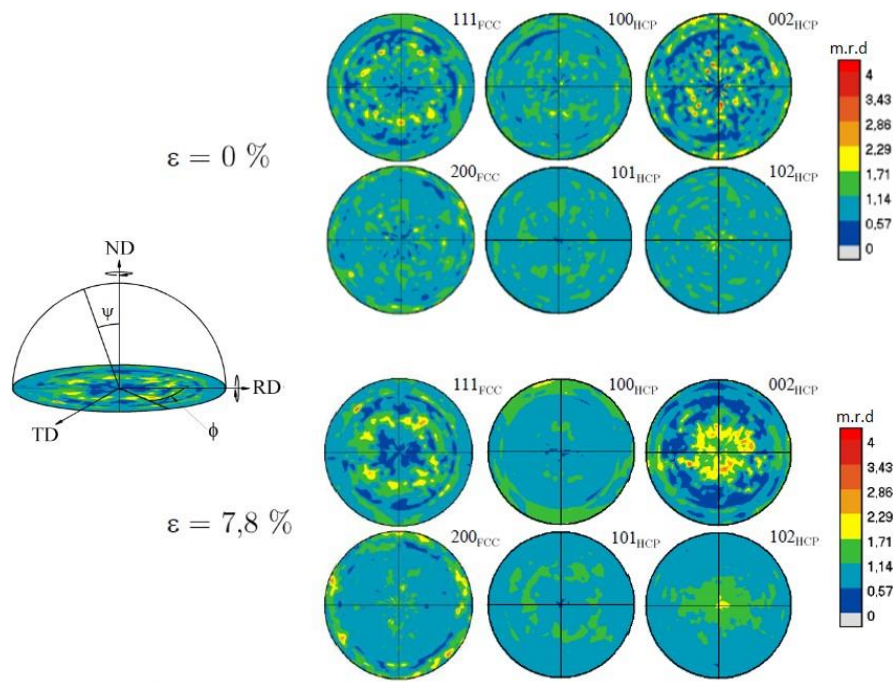 111FCC
100HCP
002HCP
m.r.d
4
3,43
2,86
2,29
1,71
1,14
0,57
0
ε = 0 %
200FCC
101HCP
102HCP
ND
ψ
RD
TD
ϕ
111FCC
100HCP
002HCP
m.r.d
4
3,43
2,86
2,29
1,71
1,14
0,57
0
ε = 7,8 %
200FCC
101HCP
102HCP